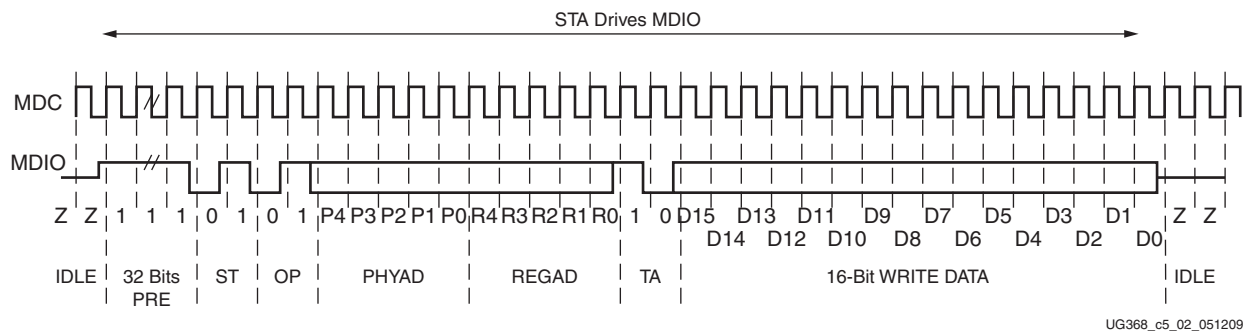 STA Drives MDIO
MDC
MDIO
Z Z 1 1 1 0 1 0 1 P4 P3 P2 P1 P0 R4 R3 R2 R1 R0 1 0 D15 D13 D11 D9 D7 D5 D3 D1 Z Z
D14 D12 D10 D8 D6 D4 D2 D0
IDLE 32 Bits ST OP PHYAD REGAD TA 16-Bit WRITE DATA IDLE
PRE
UG368_c5_02_051209